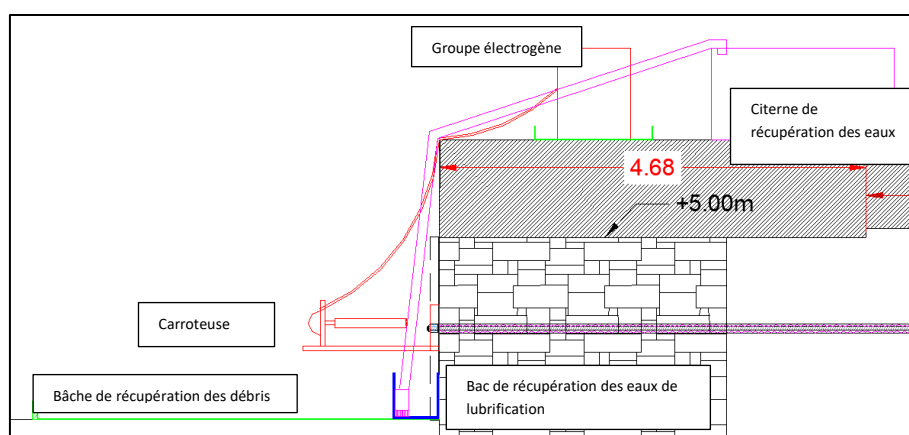 Groupe électrogène
Citerne de
récupération des eaux
4.68
+5.00m
Carroteuse
Bâche de récupération des débris
Bac de récupération des eaux de
lubrification